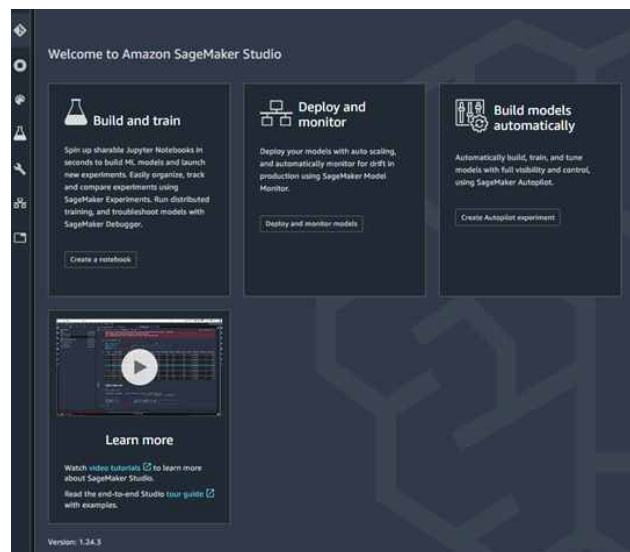 Welcome to Amazon SageMaker Studio
Build and train
Spin up sharable Jupyter Notebooks in
seconds to build ML models and launch
new experiments. Easily organize, track
and compare experiments using
SageMaker Experiments. Run distributed
training, and troubleshoot models with
SageMaker Debugger.
Create a notebook
Deploy and
monitor
Deploy your models with auto scaling,
and automatically monitor for drift in
production using SageMaker Model
Monitor.
Deploy and monitor models
Build models
automatically
Automatically build, train, and tune
models with full visibility and control,
using SageMaker Autopilot.
Create Autopilot experiment
Learn more
Watch video tutorials to learn more
about SageMaker Studio.
Read the end-to-end Studio tour guide
with examples.
Version: 1.24.3